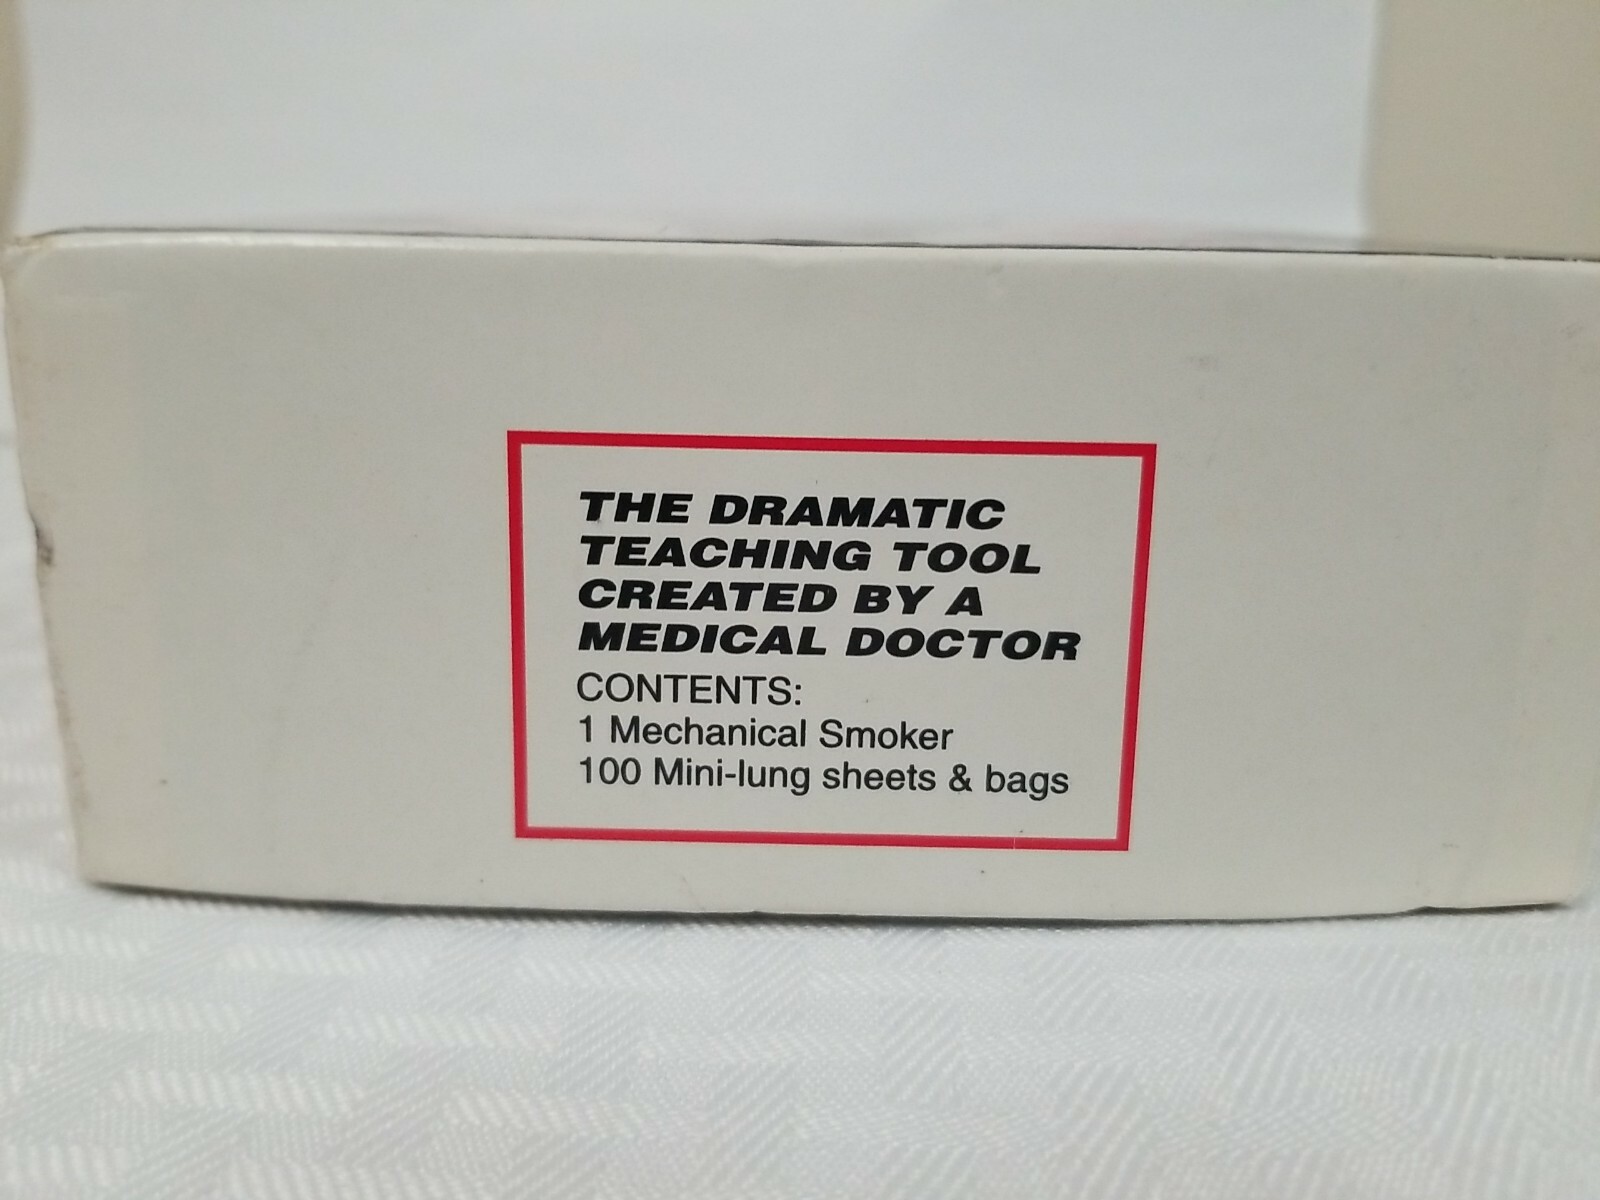 THE DRAMATIC
TEACHING TOOL
CREATED BY A
MEDICAL DOCTOR
CONTENTS:
1 Mechanical Smoker
100 Mini-lung sheets & bags